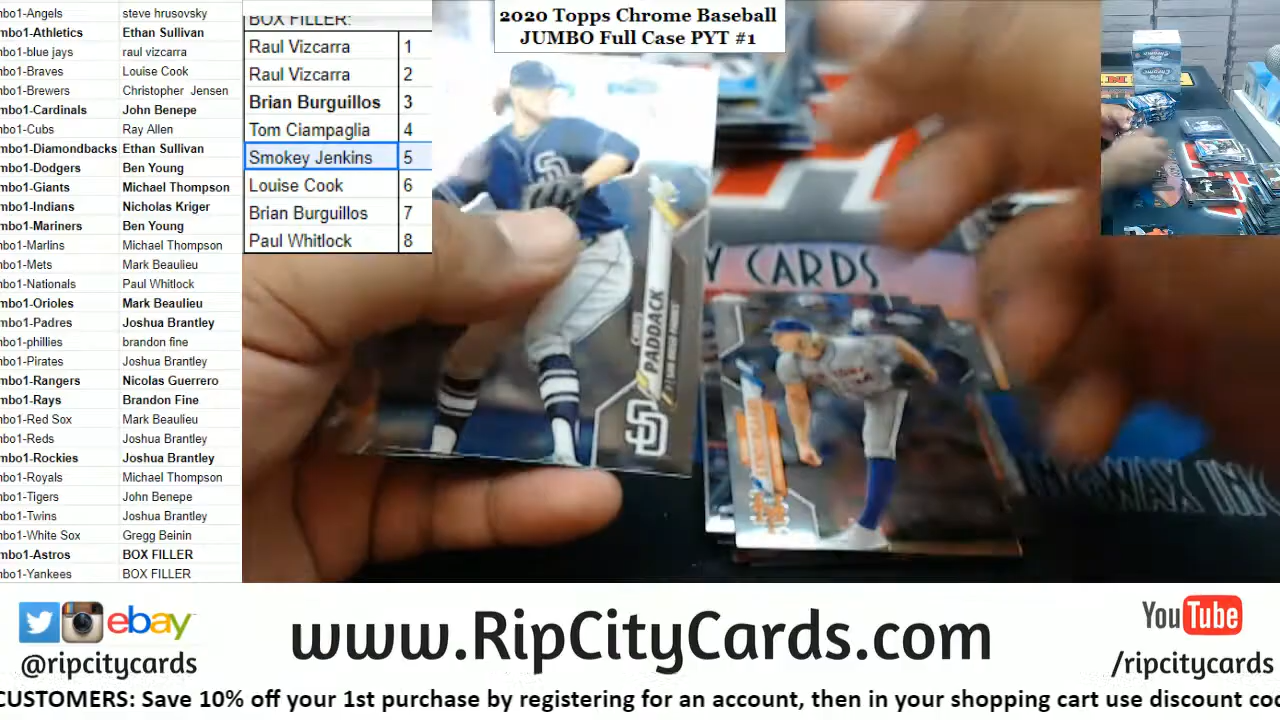 mbo1-Angels steve hrusovsky
mbo1-Athletics Ethan Sullivan
mbo1-blue jays raul vizcarra
mbo1-Braves Louise Cook
mbo1-Brewers Christopher Jensen
mbo1-Cardinals John Benepe
mbo1-Cubs Ray Allen
mbo1-Diamondbacks Ethan Sullivan
mbo1-Dodgers Ben Young
mbo1-Giants Michael Thompson
mbo1-Indians Nicholas Kriger
mbo1-Mariners Ben Young
mbo1-Marlins Michael Thompson
mbo1-Mets Mark Beaulieu
mbo1-Nationals Paul Whitlock
mbo1-Orioles Mark Beaulieu
mbo1-Padres Joshua Brantley
mbo1-phillies brandon fine
mbo1-Pirates Joshua Brantley
mbo1-Rangers Nicolas Guerrero
mbo1-Rays Brandon Fine
mbo1-Red Sox Mark Beaulieu
mbo1-Reds Joshua Brantley
mbo1-Rockies Joshua Brantley
mbo1-Royals Michael Thompson
mbo1-Tigers John Benepe
mbo1-Twins Joshua Brantley
mbo1-White Sox Gregg Beinin
mbo1-Astros BOX FILLER
mbo1-Yankees BOX FILLER
BOX FILLER:
Raul Vizcarra 1
Raul Vizcarra 2
Brian Burguillos 3
Tom Ciampaglia 4
Smokey Jenkins 5
Louise Cook 6
Brian Burguillos 7
Paul Whitlock 8
2020 Topps Chrome Baseball
JUMBO Full Case PYT #1
Y CARDS
PADDACK
SD
WAX INC
ebay
@ripcitycards
www.RipCityCards.com
YouTube
/ripcitycards
CUSTOMERS: Save 10% off your 1st purchase by registering for an account, then in your shopping cart use discount co